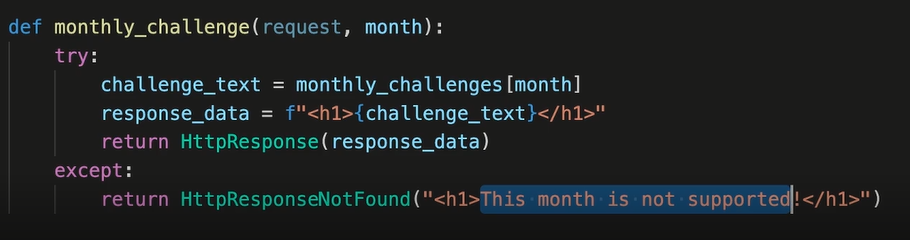 def monthly_challenge(request, month):
    try:
        challenge_text = monthly_challenges[month]
        response_data = f"<h1>{challenge_text}</h1>"
        return HttpResponse(response_data)
    except:
        return HttpResponseNotFound("<h1>This month is not supported!</h1>")